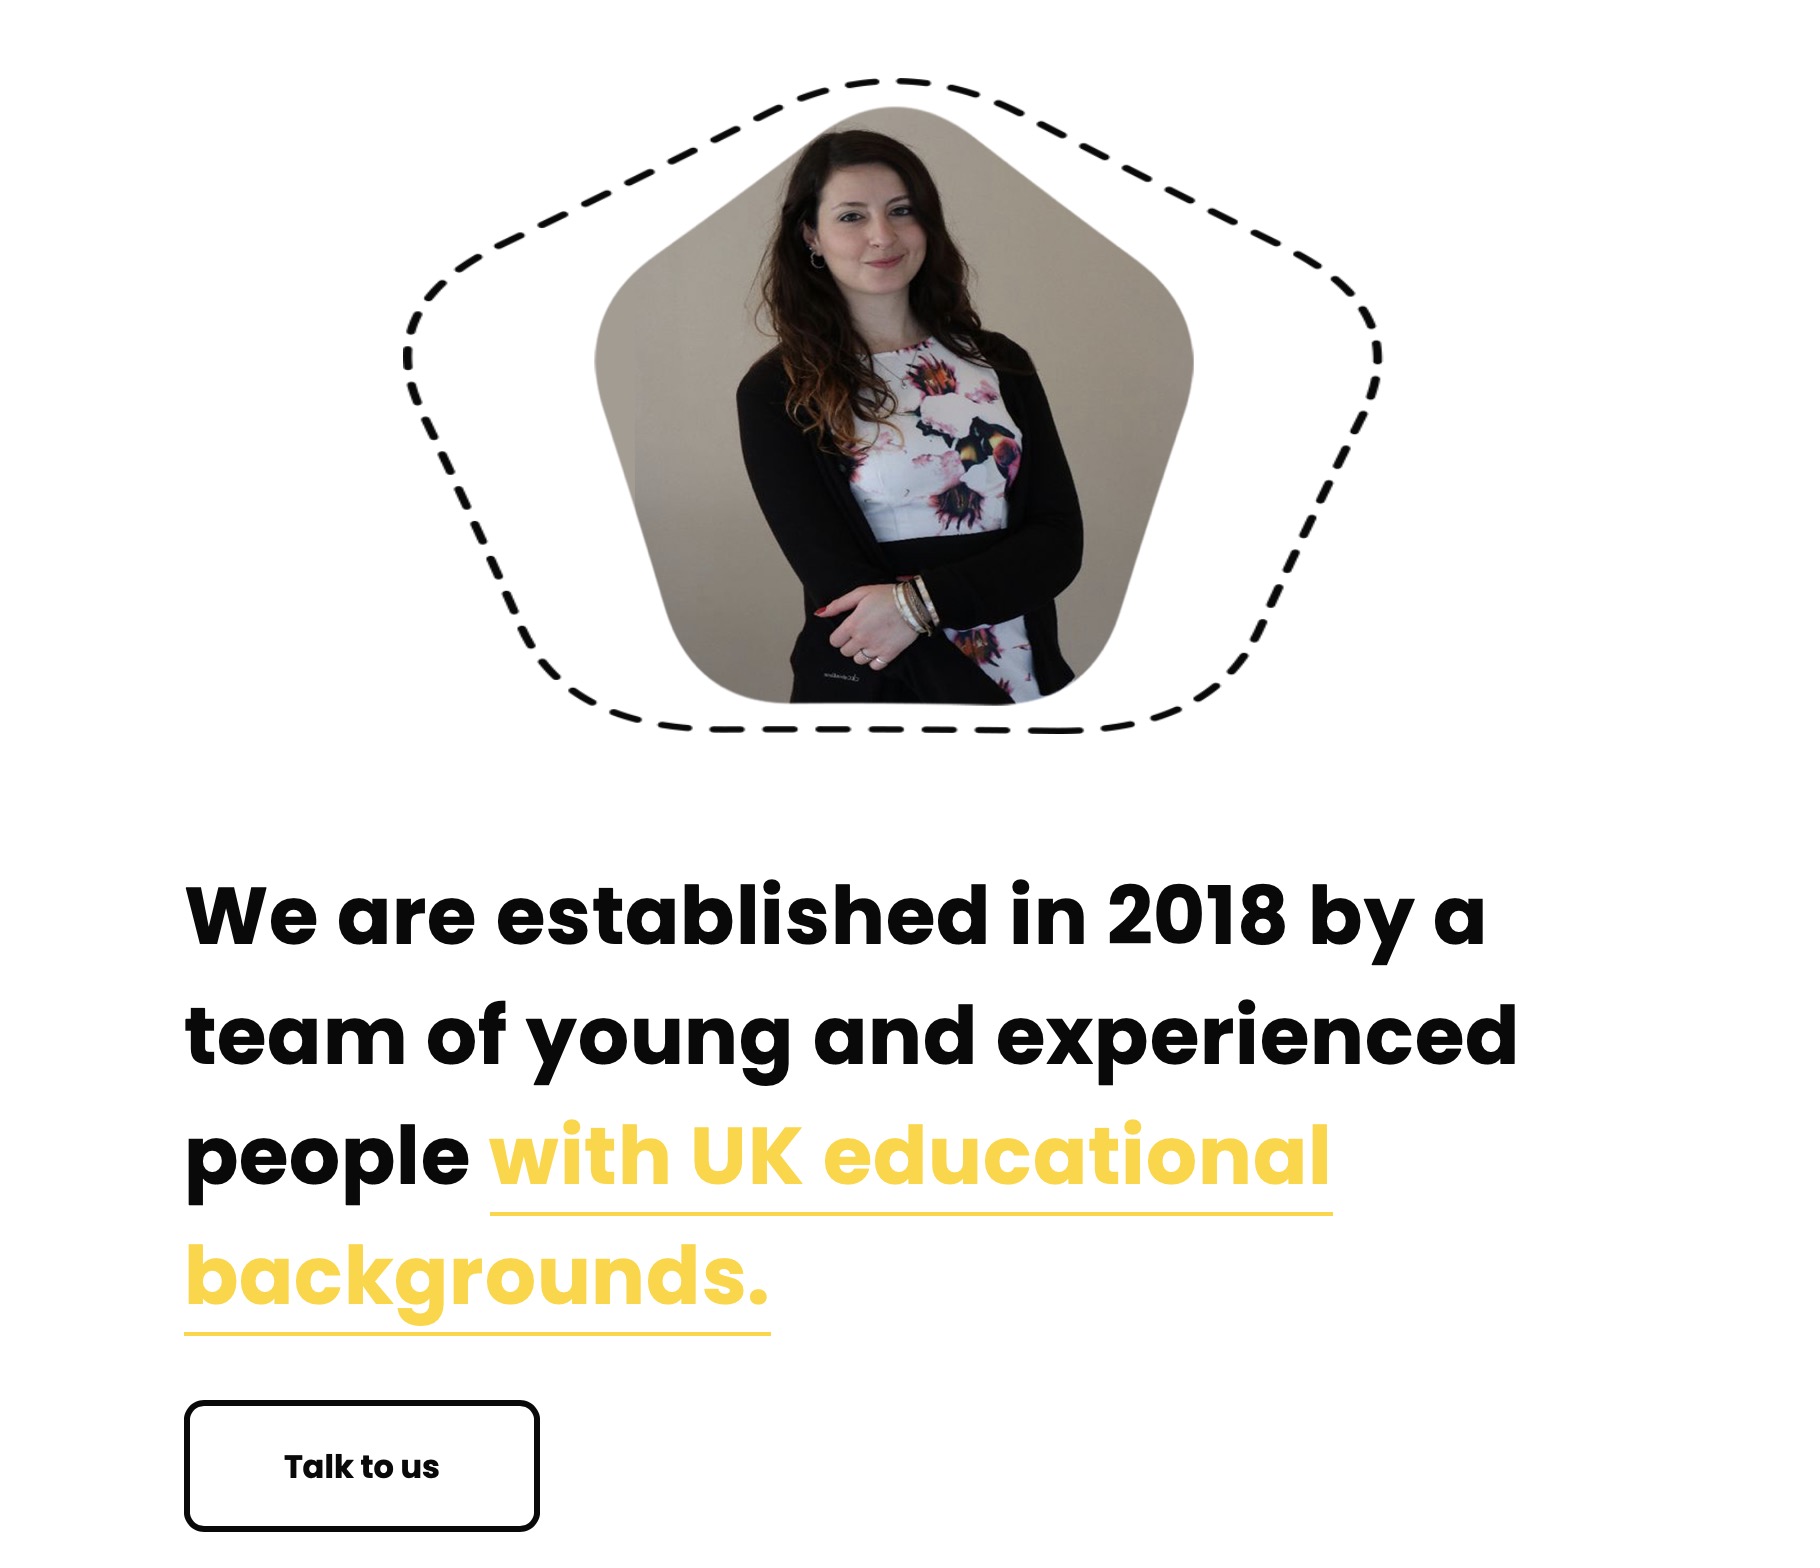 We are established in 2018 by a
team of young and experienced
people with UK educational
backgrounds.
Talk to us